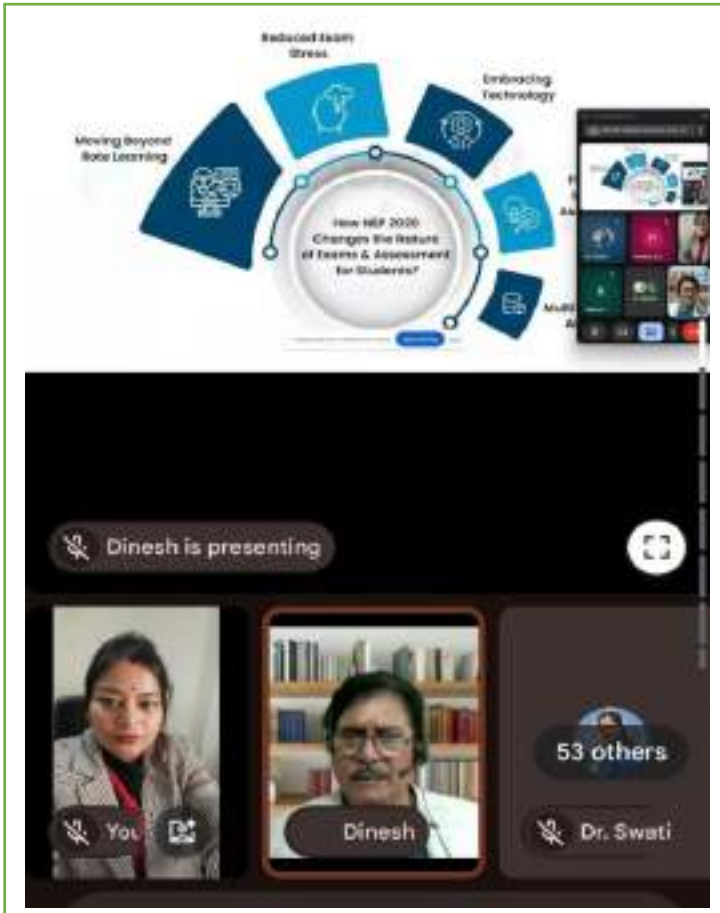 Reduced Exam
Stress
Embracing
Technology
Moving Beyond
Rote Learning
How NEP 2020
Changes the Nature
of Exams & Assessment
for Students?
Dinesh is presenting
53 others
You
Dinesh
Dr. Swati